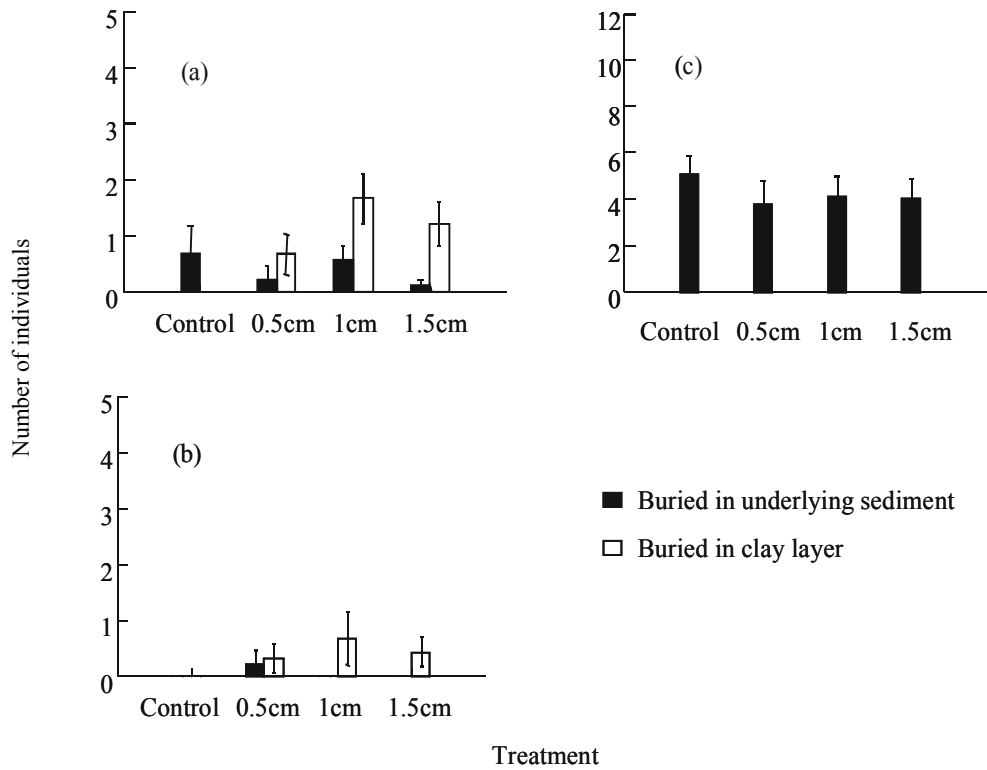 5
4
3
2
1
0
(a)
Control 0.5cm 1cm 1.5cm
12
10
8
6
4
2
0
(c)
Control 0.5cm 1cm 1.5cm
Number of individuals
5
4
3
2
1
0
(b)
Control 0.5cm 1cm 1.5cm
Buried in underlying sediment
Buried in clay layer
Treatment